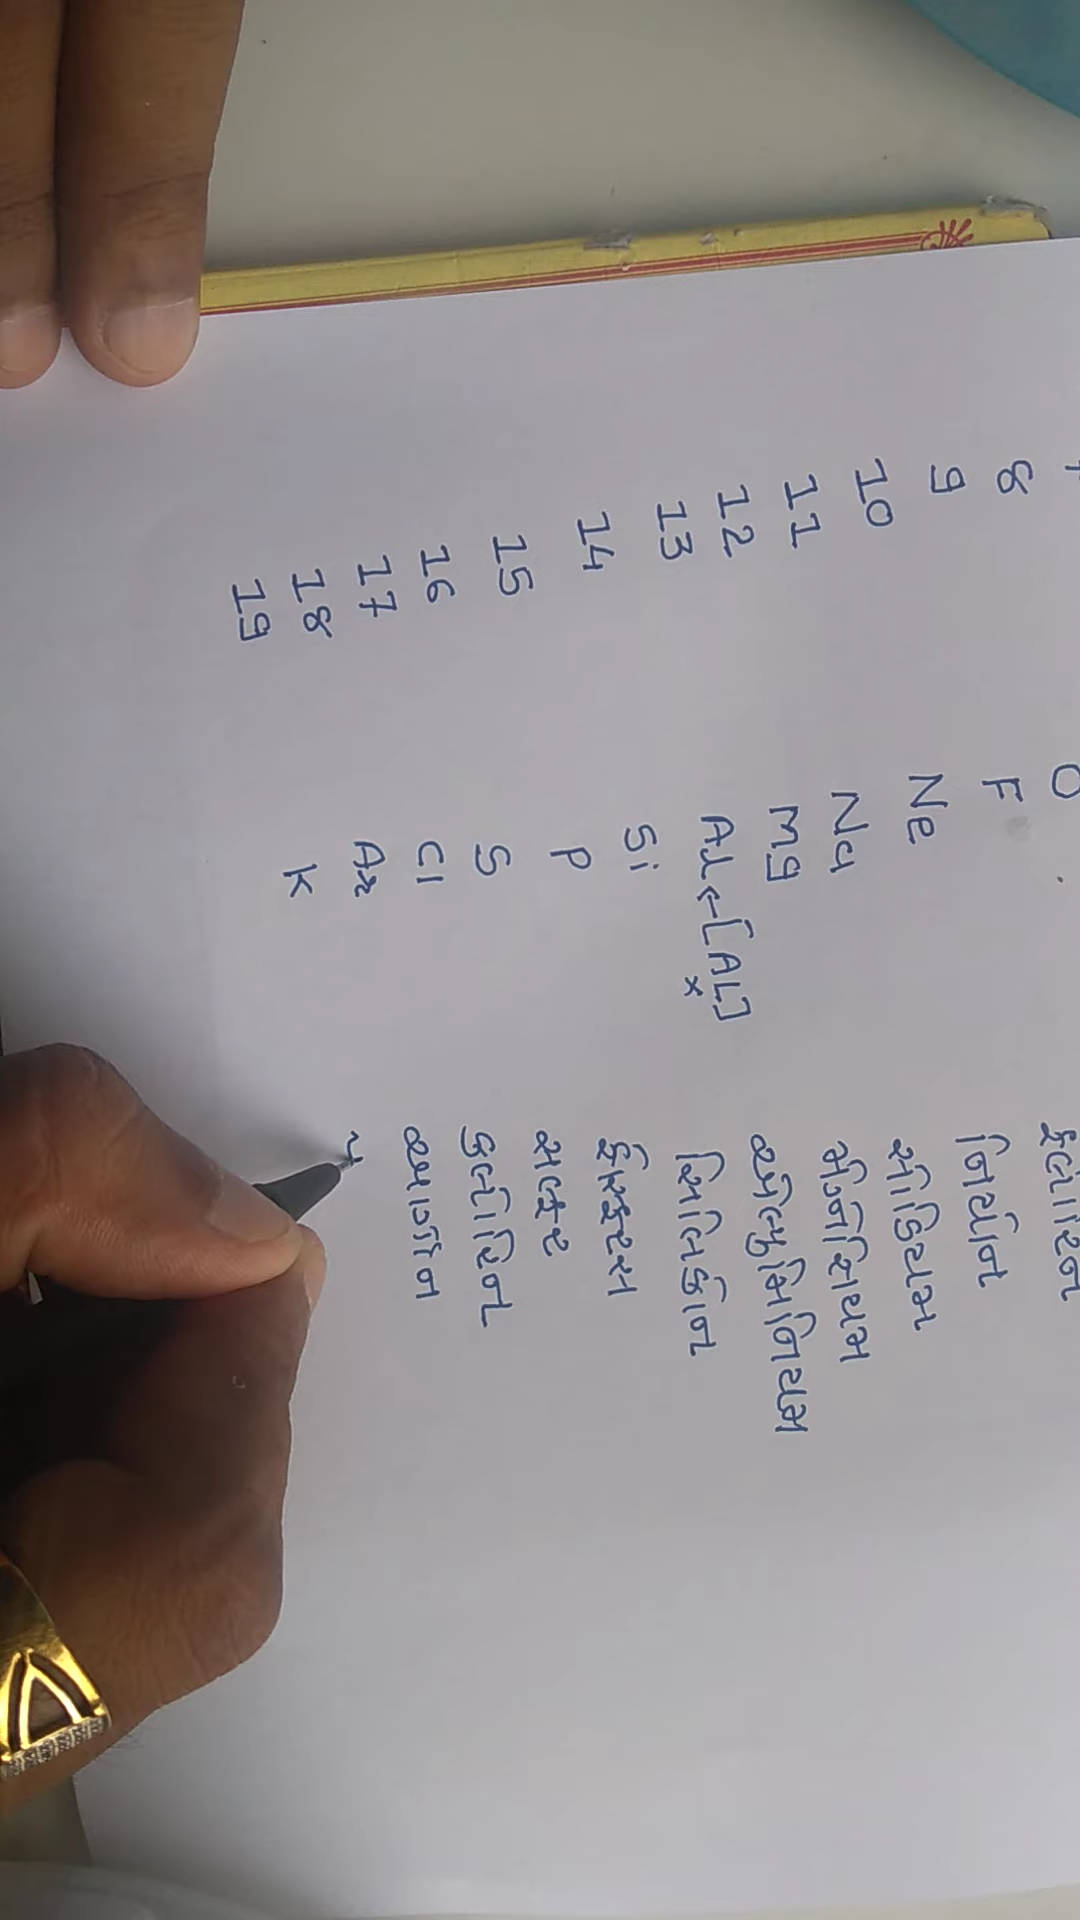 8 O
9 F ફ્લોરિન
10 Ne નિયોન
11 Na સોડિયમ
12 Mg મેગ્નેશિયમ
13 Al ← [AL] x એલ્યુમિનિયમ
14 Si સિલિકોન
15 P ફોસ્ફરસ
16 S સલ્ફર
17 Cl ક્લોરિન
18 Ar આર્ગોન
19 K